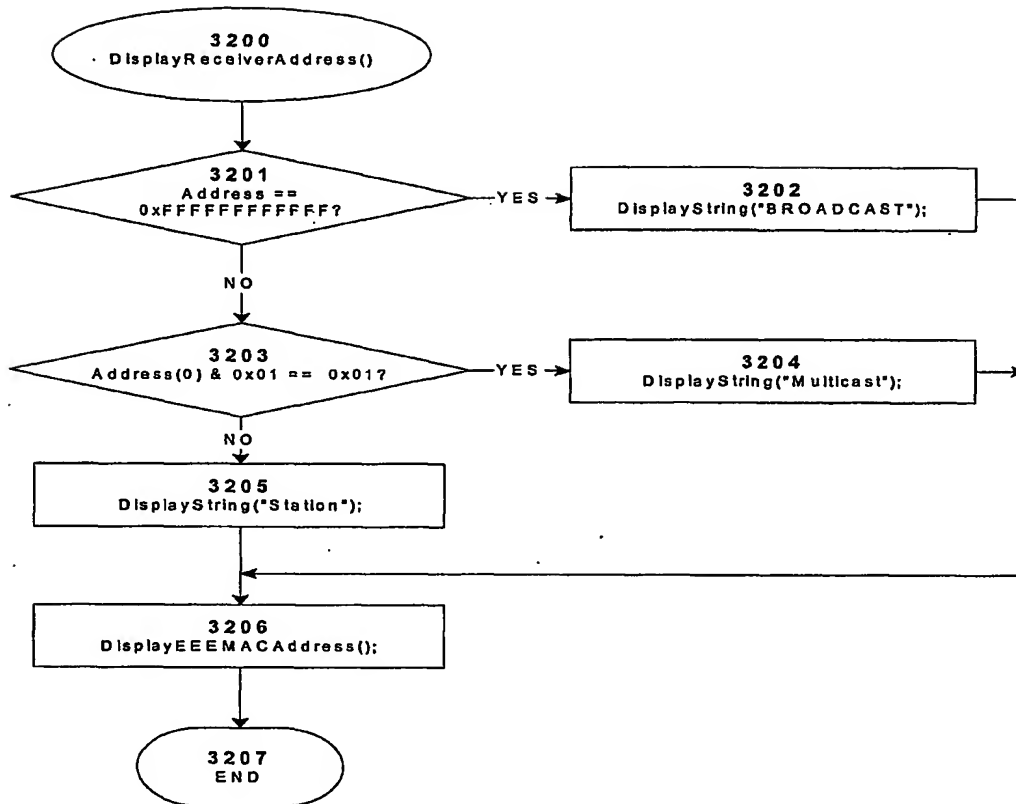 3200
DisplayReceiverAddress()
3201
Address ==
0xFFFFFFFFFFFF?
YES
3202
DisplayString("BROADCAST");
NO
3203
Address(0) & 0x01 == 0x01?
YES
3204
DisplayString("Multicast");
NO
3205
DisplayString("Station");
3206
DisplayEEEMACAddress();
3207
END